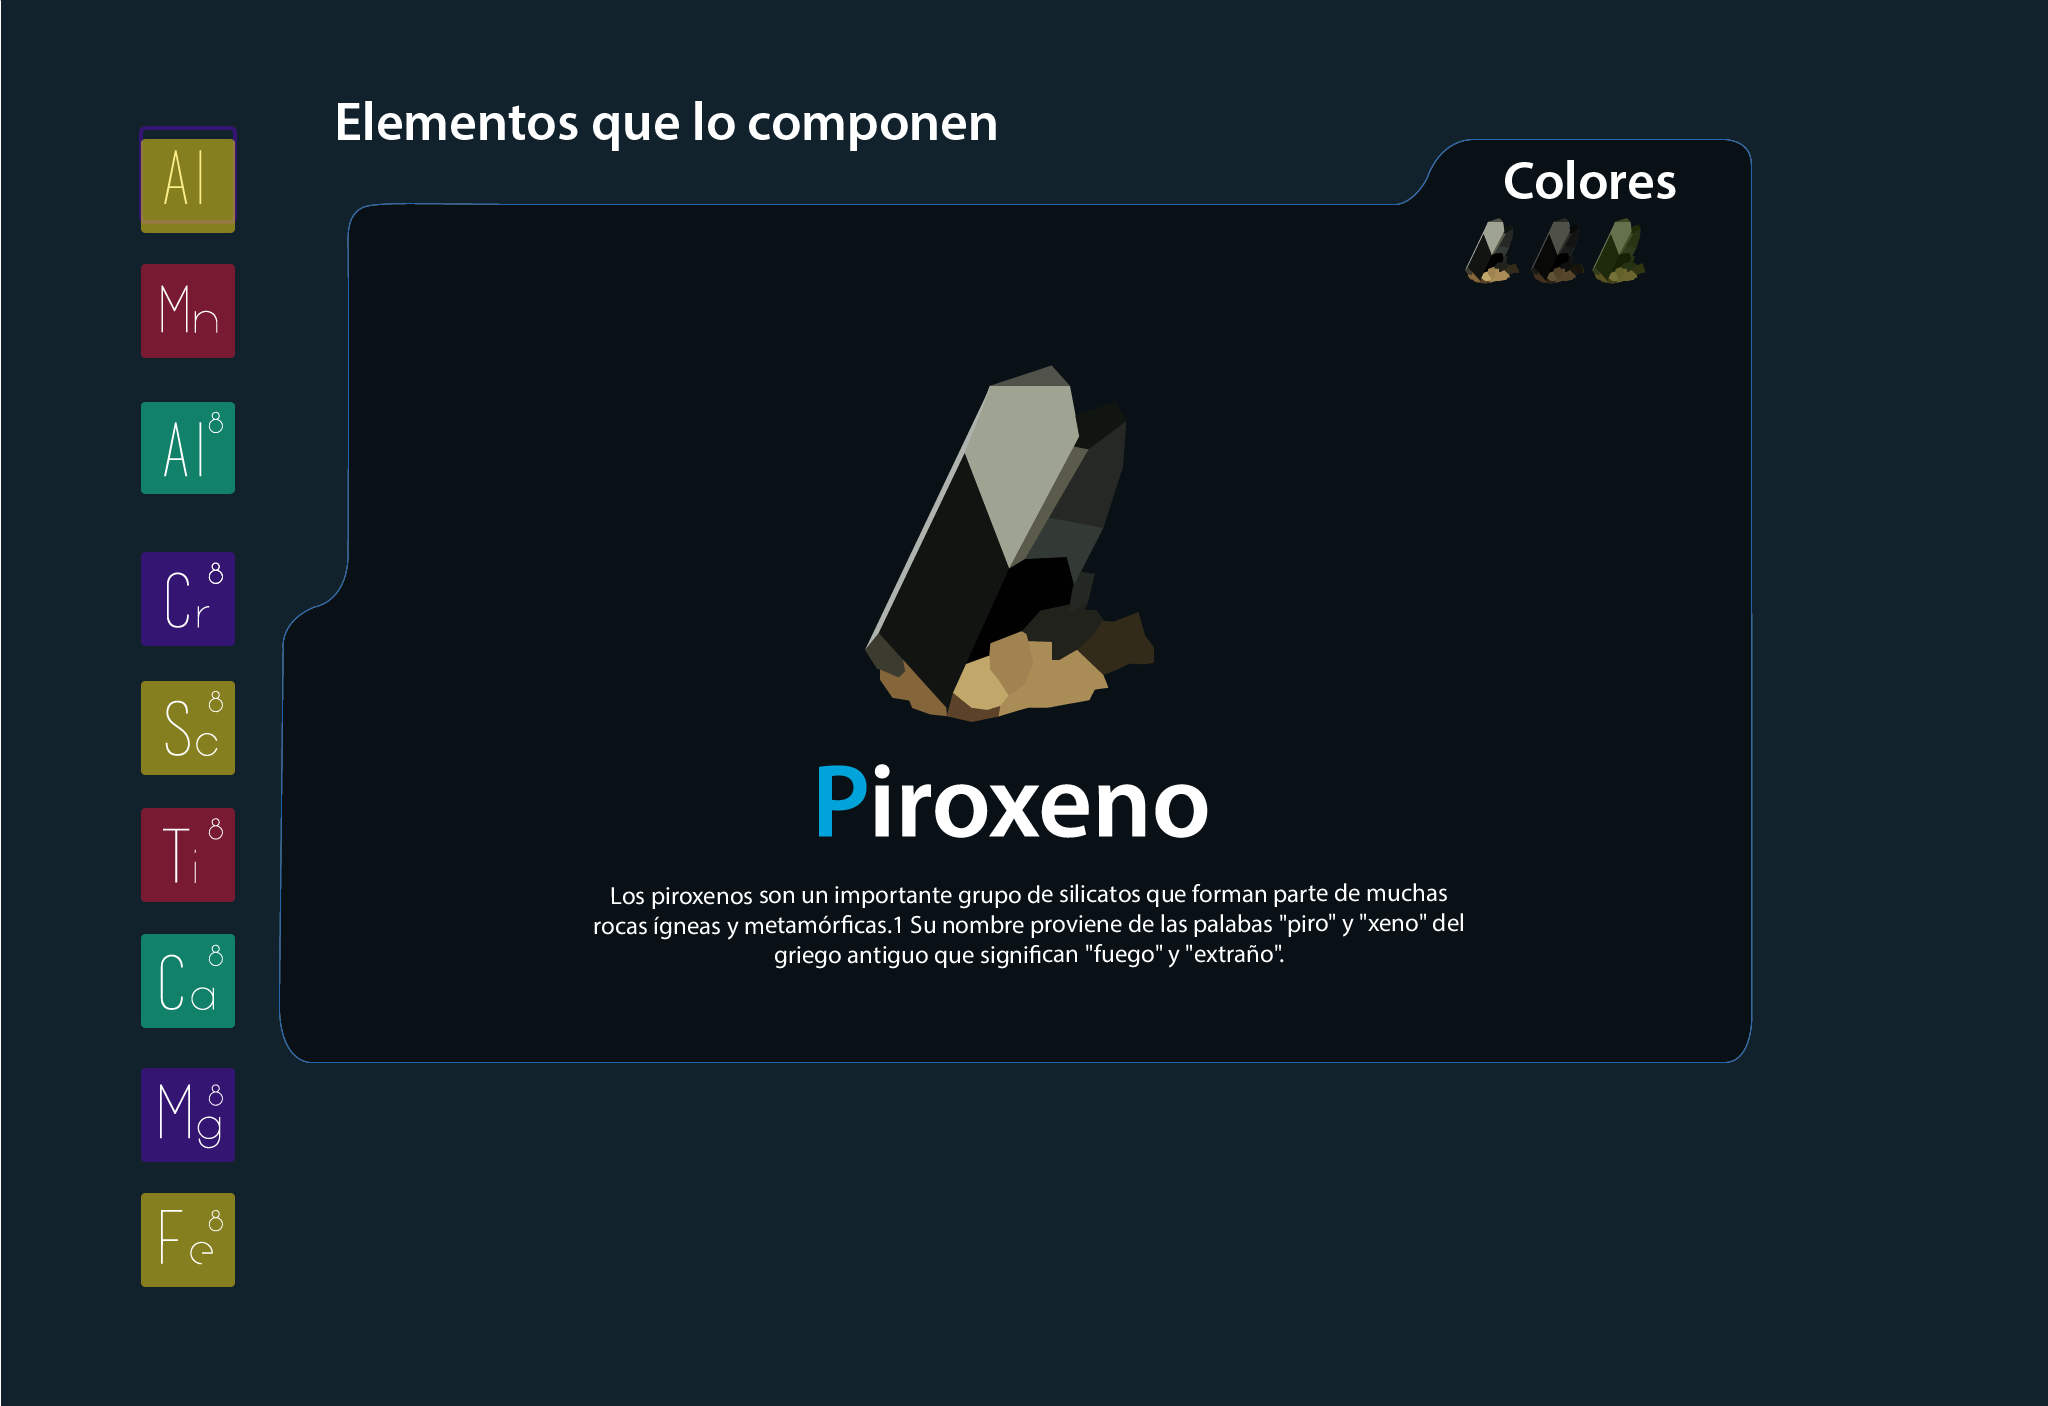 Elementos que lo componen
Colores
Al
Mn
Al 8
Cr 8
Sc 8
Ti 8
Ca 8
Mg 8
Fe 8
Piroxeno
Los piroxenos son un importante grupo de silicatos que forman parte de muchas
rocas ígneas y metamórficas.1 Su nombre proviene de las palabas "piro" y "xeno" del
griego antiguo que significan "fuego" y "extraño".